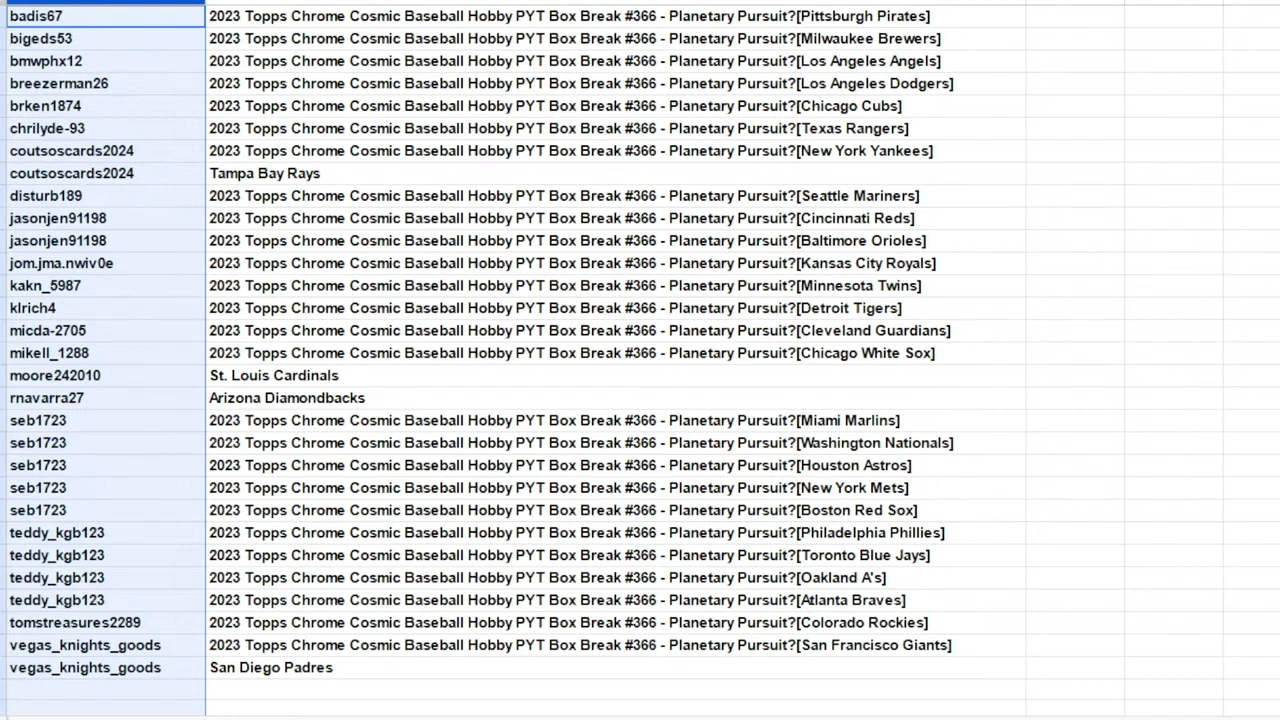 badis67 2023 Topps Chrome Cosmic Baseball Hobby PYT Box Break #366 - Planetary Pursuit?[Pittsburgh Pirates]
bigeds53 2023 Topps Chrome Cosmic Baseball Hobby PYT Box Break #366 - Planetary Pursuit?[Milwaukee Brewers]
bmwphx12 2023 Topps Chrome Cosmic Baseball Hobby PYT Box Break #366 - Planetary Pursuit?[Los Angeles Angels]
breezerman26 2023 Topps Chrome Cosmic Baseball Hobby PYT Box Break #366 - Planetary Pursuit?[Los Angeles Dodgers]
brken1874 2023 Topps Chrome Cosmic Baseball Hobby PYT Box Break #366 - Planetary Pursuit?[Chicago Cubs]
chrilyde-93 2023 Topps Chrome Cosmic Baseball Hobby PYT Box Break #366 - Planetary Pursuit?[Texas Rangers]
coutsoscards2024 2023 Topps Chrome Cosmic Baseball Hobby PYT Box Break #366 - Planetary Pursuit?[New York Yankees]
coutsoscards2024 Tampa Bay Rays
disturb189 2023 Topps Chrome Cosmic Baseball Hobby PYT Box Break #366 - Planetary Pursuit?[Seattle Mariners]
jasonjen91198 2023 Topps Chrome Cosmic Baseball Hobby PYT Box Break #366 - Planetary Pursuit?[Cincinnati Reds]
jasonjen91198 2023 Topps Chrome Cosmic Baseball Hobby PYT Box Break #366 - Planetary Pursuit?[Baltimore Orioles]
jom.jma.nwiv0e 2023 Topps Chrome Cosmic Baseball Hobby PYT Box Break #366 - Planetary Pursuit?[Kansas City Royals]
kakn_5987 2023 Topps Chrome Cosmic Baseball Hobby PYT Box Break #366 - Planetary Pursuit?[Minnesota Twins]
klrich4 2023 Topps Chrome Cosmic Baseball Hobby PYT Box Break #366 - Planetary Pursuit?[Detroit Tigers]
micda-2705 2023 Topps Chrome Cosmic Baseball Hobby PYT Box Break #366 - Planetary Pursuit?[Cleveland Guardians]
mikell_1288 2023 Topps Chrome Cosmic Baseball Hobby PYT Box Break #366 - Planetary Pursuit?[Chicago White Sox]
moore242010 St. Louis Cardinals
rnavarra27 Arizona Diamondbacks
seb1723 2023 Topps Chrome Cosmic Baseball Hobby PYT Box Break #366 - Planetary Pursuit?[Miami Marlins]
seb1723 2023 Topps Chrome Cosmic Baseball Hobby PYT Box Break #366 - Planetary Pursuit?[Washington Nationals]
seb1723 2023 Topps Chrome Cosmic Baseball Hobby PYT Box Break #366 - Planetary Pursuit?[Houston Astros]
seb1723 2023 Topps Chrome Cosmic Baseball Hobby PYT Box Break #366 - Planetary Pursuit?[New York Mets]
seb1723 2023 Topps Chrome Cosmic Baseball Hobby PYT Box Break #366 - Planetary Pursuit?[Boston Red Sox]
teddy_kgb123 2023 Topps Chrome Cosmic Baseball Hobby PYT Box Break #366 - Planetary Pursuit?[Philadelphia Phillies]
teddy_kgb123 2023 Topps Chrome Cosmic Baseball Hobby PYT Box Break #366 - Planetary Pursuit?[Toronto Blue Jays]
teddy_kgb123 2023 Topps Chrome Cosmic Baseball Hobby PYT Box Break #366 - Planetary Pursuit?[Oakland A's]
teddy_kgb123 2023 Topps Chrome Cosmic Baseball Hobby PYT Box Break #366 - Planetary Pursuit?[Atlanta Braves]
tomstreasures2289 2023 Topps Chrome Cosmic Baseball Hobby PYT Box Break #366 - Planetary Pursuit?[Colorado Rockies]
vegas_knights_goods 2023 Topps Chrome Cosmic Baseball Hobby PYT Box Break #366 - Planetary Pursuit?[San Francisco Giants]
vegas_knights_goods San Diego Padres